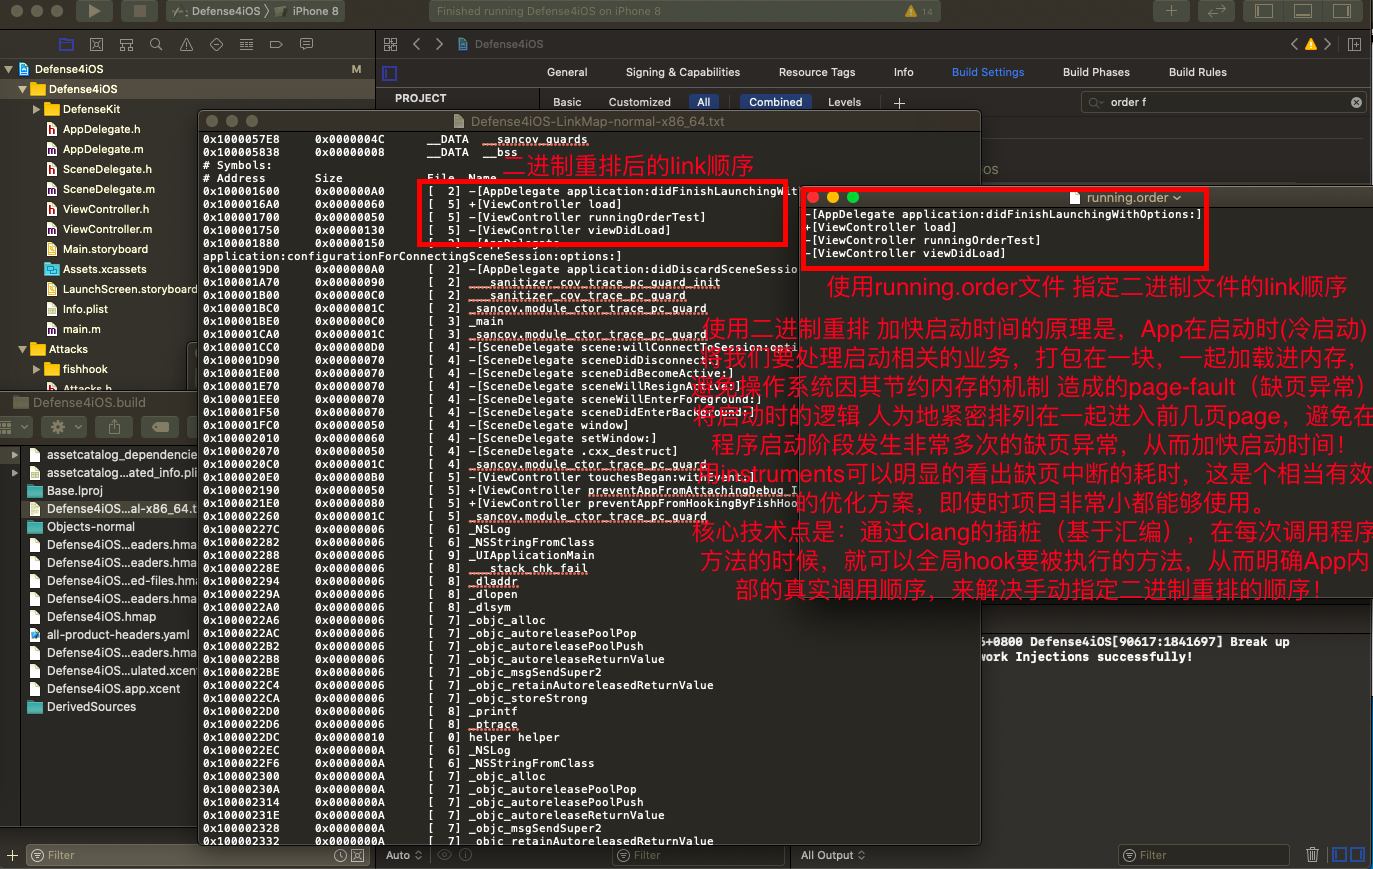 Defense4iOS 〉 iPhone 8
Finished running Defense4iOS on iPhone 8
14
Defense4iOS M
Defense4iOS
DefenseKit
AppDelegate.h
AppDelegate.m
SceneDelegate.h
SceneDelegate.m
ViewController.h
ViewController.m
Main.storyboard
Assets.xcassets
LaunchScreen.storyboard
Info.plist
main.m
Attacks
fishhook
Attacks.h
Defense4iOS
General Signing & Capabilities Resource Tags Info Build Settings Build Phases Build Rules
PROJECT
Basic Customized All Combined Levels +
order f
OS
Defense4iOS.build
assetcatalog_dependencie
assetcatalog...ated_info.pli
Base.lproj
Defense4iOS...al-x86_64.t
Objects-normal
Defense4iOS...eaders.hma
Defense4iOS...eaders.hma
Defense4iOS...ed-files.hma
Defense4iOS...eaders.hma
Defense4iOS.hmap
all-product-headers.yaml
Defense4iOS...eaders.hma
Defense4iOS...ulated.xcen
Defense4iOS.app.xcent
DerivedSources
Filter
Defense4iOS-LinkMap-normal-x86_64.txt
0x1000057E8 0x0000004C __DATA __sancov_guards
0x100005838 0x00000008 __DATA __bss
# Symbols:
二进制重排后的link顺序
# Address Size File Name
0x100001600 0x000000A0 [ 2] -[AppDelegate application:didFinishLaunchingWit
0x1000016A0 0x00000060 [ 5] +[ViewController load]
0x100001700 0x00000050 [ 5] -[ViewController runningOrderTest]
0x100001750 0x00000130 [ 5] -[ViewController viewDidLoad]
0x100001880 0x00000150 [ 2] -[AppDelegate
application:configurationForConnectingSceneSession:options:]
0x1000019D0 0x000000A0 [ 2] -[AppDelegate application:didDiscardSceneSessio
0x100001A70 0x00000090 [ 2] ___sanitizer_cov_trace_pc_guard_init
0x100001B00 0x000000C0 [ 2] ___sanitizer_cov_trace_pc_guard
0x100001BC0 0x0000001C [ 2] _sancov.module_ctor_trace_pc_guard
0x100001BE0 0x000000C0 [ 3] _main
0x100001CA0 0x0000001C [ 3] _sancov.module_ctor_trace_pc_guard
0x100001CC0 0x000000D0 [ 4] -[SceneDelegate scene:willConnectToSession:opti
0x100001D90 0x00000070 [ 4] -[SceneDelegate sceneDidDisconnect:]
0x100001E00 0x00000070 [ 4] -[SceneDelegate sceneDidBecomeActive:]
0x100001E70 0x00000070 [ 4] -[SceneDelegate sceneWillResignActive:]
0x100001EE0 0x00000070 [ 4] -[SceneDelegate sceneWillEnterForeground:]
0x100001F50 0x00000070 [ 4] -[SceneDelegate sceneDidEnterBackground:]
0x100001FC0 0x00000050 [ 4] -[SceneDelegate window]
0x100002010 0x00000060 [ 4] -[SceneDelegate setWindow:]
0x100002070 0x00000050 [ 4] -[SceneDelegate .cxx_destruct]
0x1000020C0 0x0000001C [ 4] _sancov.module_ctor_trace_pc_guard
0x1000020E0 0x000000B0 [ 5] -[ViewController touchesBegan:withEvent:]
0x100002190 0x00000050 [ 5] +[ViewController preventAppFromAttachingDebug_I
0x1000021E0 0x00000080 [ 5] +[ViewController preventAppFromHookingByFishHoo
0x100002260 0x0000001C [ 5] _sancov.module_ctor_trace_pc_guard
0x10000227C 0x00000006 [ 6] _NSLog
0x100002282 0x00000006 [ 6] _NSStringFromClass
0x100002288 0x00000006 [ 9] _UIApplicationMain
0x10000228E 0x00000006 [ 8] ___stack_chk_fail
0x100002294 0x00000006 [ 8] _dladdr
0x10000229A 0x00000006 [ 8] _dlopen
0x1000022A0 0x00000006 [ 8] _dlsym
0x1000022A6 0x00000006 [ 7] _objc_alloc
0x1000022AC 0x00000006 [ 7] _objc_autoreleasePoolPop
0x1000022B2 0x00000006 [ 7] _objc_autoreleasePoolPush
0x1000022B8 0x00000006 [ 7] _objc_autoreleaseReturnValue
0x1000022BE 0x00000006 [ 7] _objc_msgSendSuper2
0x1000022C4 0x00000006 [ 7] _objc_retainAutoreleasedReturnValue
0x1000022CA 0x00000006 [ 7] _objc_storeStrong
0x1000022D0 0x00000006 [ 8] _printf
0x1000022D6 0x00000006 [ 8] _ptrace
0x1000022DC 0x00000010 [ 0] helper helper
0x1000022EC 0x0000000A [ 6] _NSLog
0x1000022F6 0x0000000A [ 6] _NSStringFromClass
0x100002300 0x0000000A [ 7] _objc_alloc
0x10000230A 0x0000000A [ 7] _objc_autoreleasePoolPop
0x100002314 0x0000000A [ 7] _objc_autoreleasePoolPush
0x10000231E 0x0000000A [ 7] _objc_autoreleaseReturnValue
0x100002328 0x0000000A [ 7] _objc_msgSendSuper2
0x100002332 0x0000000A [ 7] _objc_retainAutoreleasedReturnValue
running.order
-[AppDelegate application:didFinishLaunchingWithOptions:]
+[ViewController load]
-[ViewController runningOrderTest]
-[ViewController viewDidLoad]
使用running.order文件 指定二进制文件的link顺序
使用二进制重排 加快启动时间的原理是，App在启动时(冷启动)
将我们要处理启动相关的业务，打包在一块，一起加载进内存，
避免操作系统因其节约内存的机制 造成的page-fault（缺页异常）
将启动时的逻辑 人为地紧密排列在一起进入前几页page，避免在
程序启动阶段发生非常多次的缺页异常，从而加快启动时间！
用instruments可以明显的看出缺页中断的耗时，这是个相当有效
的优化方案，即使时项目非常小都能够使用。
核心技术点是：通过Clang的插桩（基于汇编），在每次调用程序
方法的时候，就可以全局hook要被执行的方法，从而明确App内
部的真实调用顺序，来解决手动指定二进制重排的顺序！
6+0800 Defense4iOS[90617:1841697] Break up
work Injections successfully!
Auto
Filter
All Output
Filter